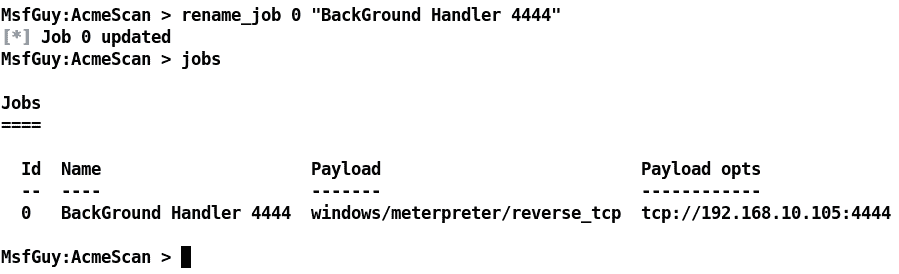 MsfGuy:AcmeScan > rename_job 0 "BackGround Handler 4444"
[*] Job 0 updated
MsfGuy:AcmeScan > jobs
Jobs
====
Id  Name                     Payload                          Payload opts
--  ----                     -------                          ------------
0   BackGround Handler 4444  windows/meterpreter/reverse_tcp  tcp://192.168.10.105:4444
MsfGuy:AcmeScan >